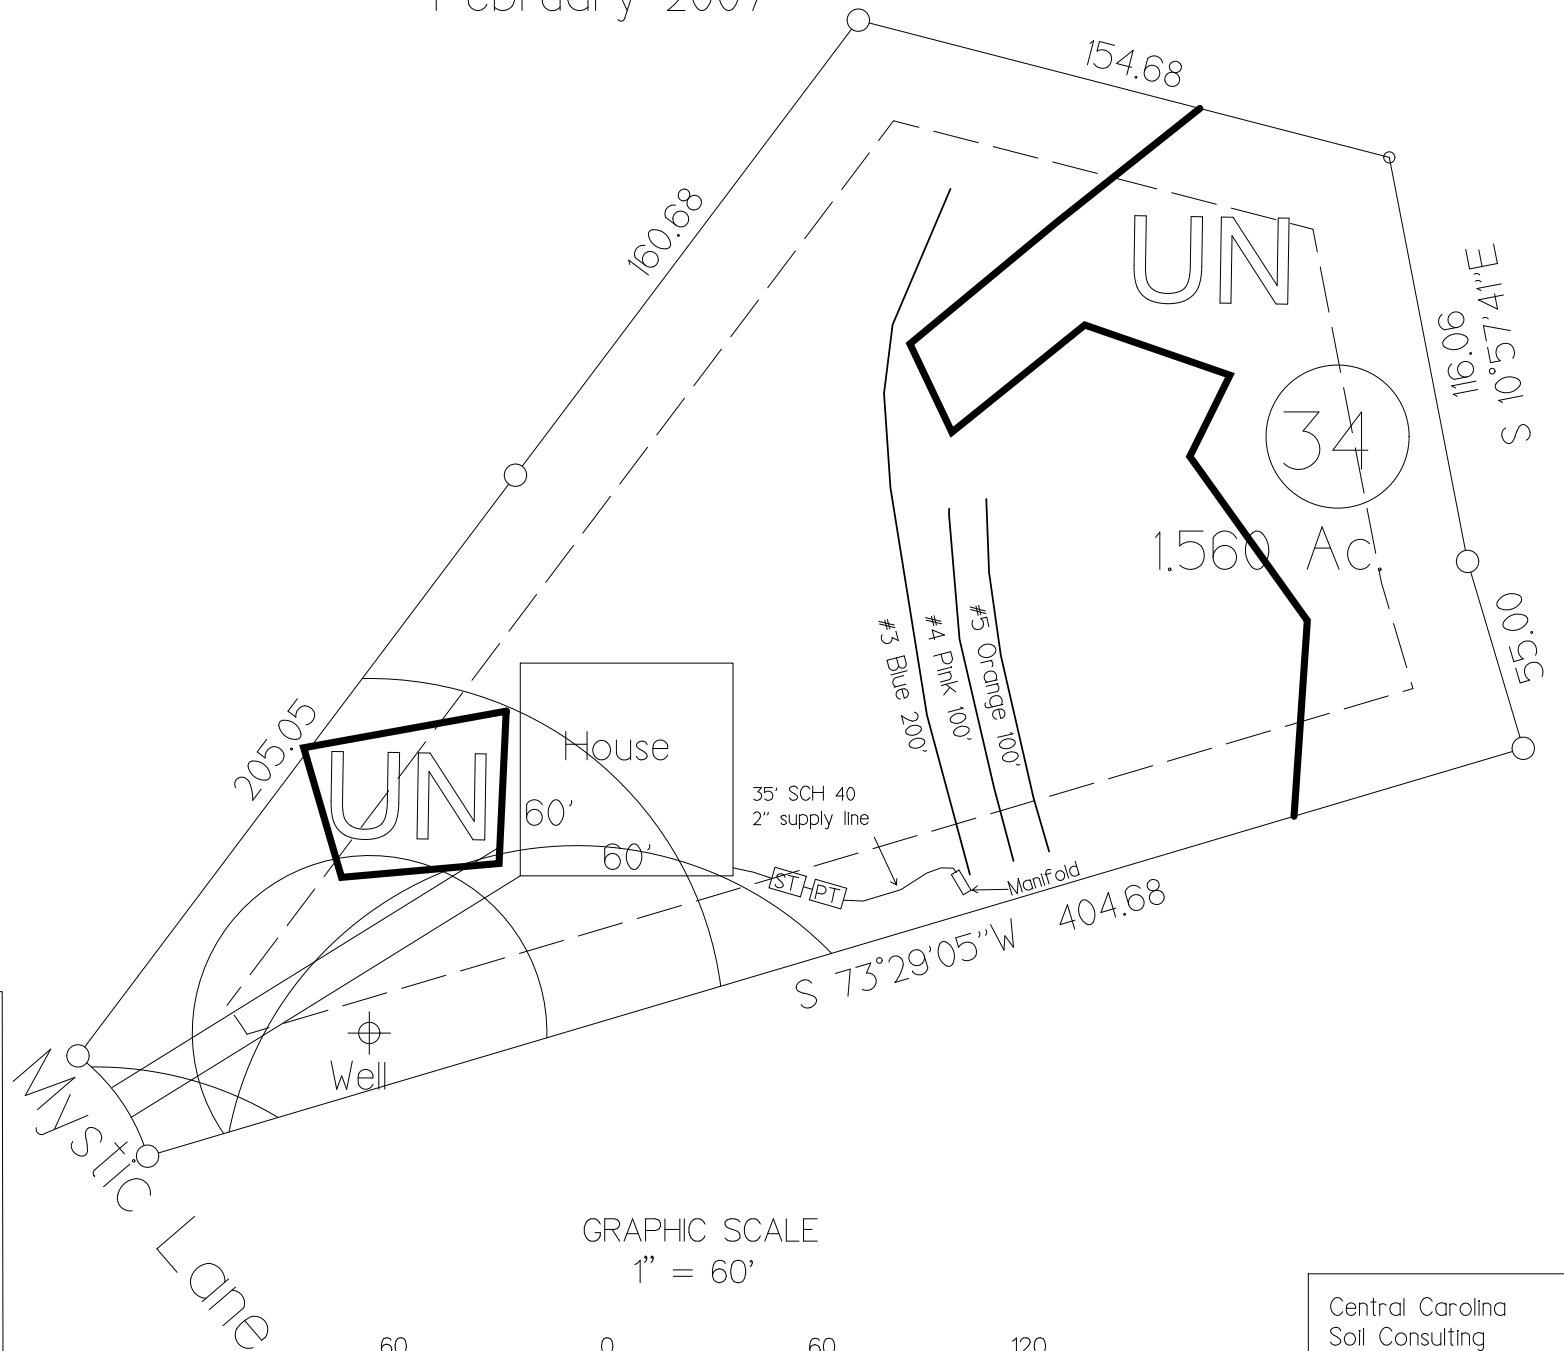 154.68
160.68
UN
S 10°57'41"E
116.06
34
1.560 Ac.
55.00
#3 Blue 200'
#4 Pink 100'
#5 Orange 100'
205.05
UN
House
60'
60'
35' SCH 40
2" supply line
ST
PT
Manifold
S 73°29'05"W 404.68
Well
Mystic Lane
GRAPHIC SCALE
1" = 60'
60 0 60 120
Central Carolina
Soil Consulting